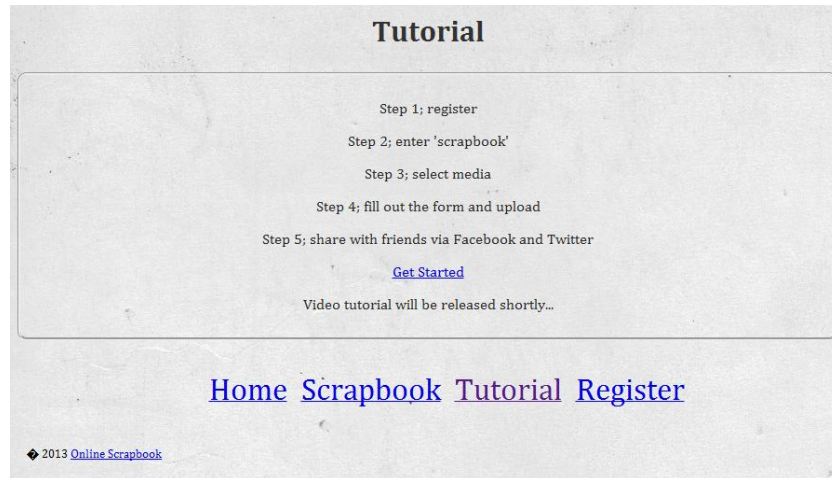 Tutorial
Step 1; register
Step 2; enter 'scrapbook'
Step 3; select media
Step 4; fill out the form and upload
Step 5; share with friends via Facebook and Twitter
Get Started
Video tutorial will be released shortly...
Home Scrapbook Tutorial Register
� 2013 Online Scrapbook